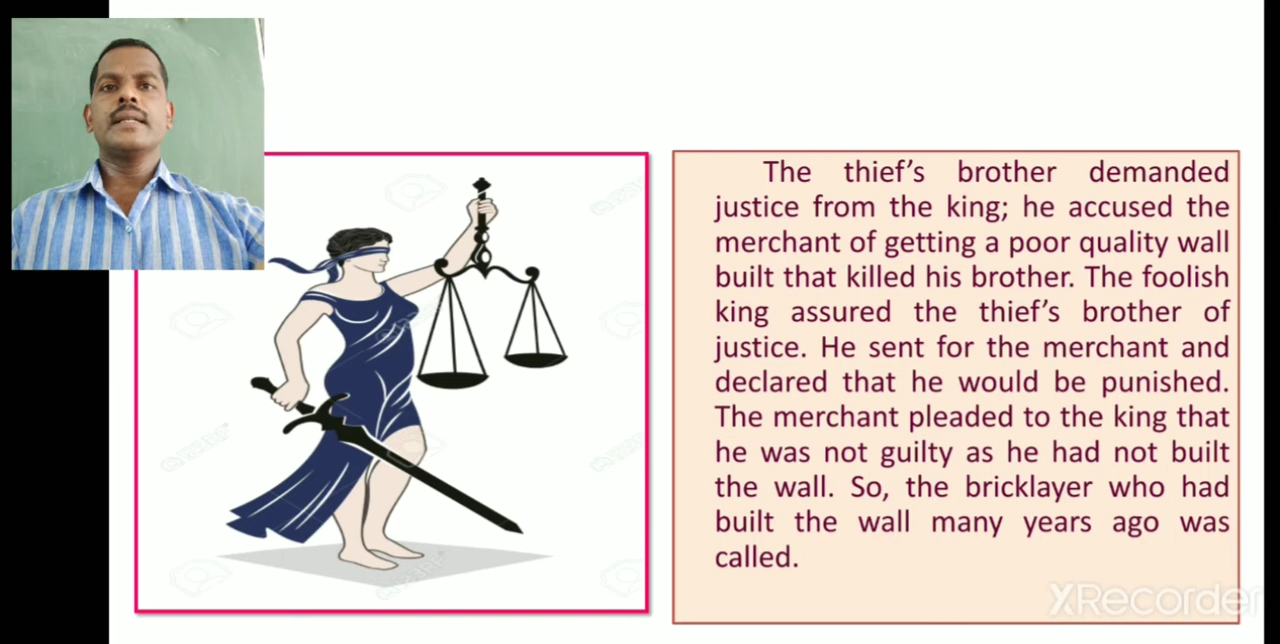 The thief’s brother demanded
justice from the king; he accused the
merchant of getting a poor quality wall
built that killed his brother. The foolish
king assured the thief’s brother of
justice. He sent for the merchant and
declared that he would be punished.
The merchant pleaded to the king that
he was not guilty as he had not built
the wall. So, the bricklayer who had
built the wall many years ago was
called.
XRecorder